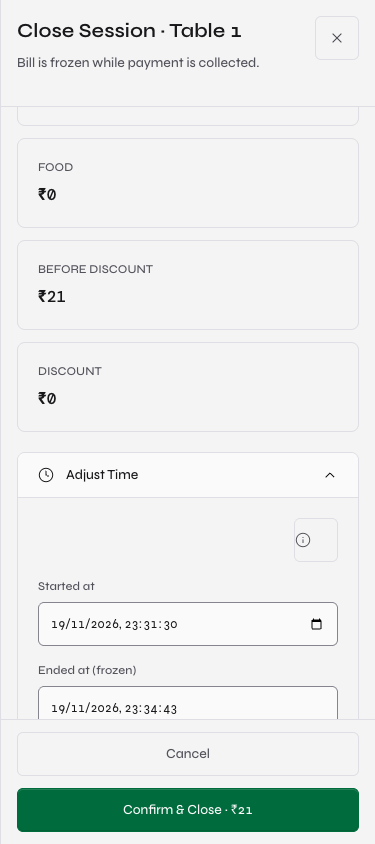 Close Session · Table 1
Bill is frozen while payment is collected.
FOOD
₹0
BEFORE DISCOUNT
₹21
DISCOUNT
₹0
Adjust Time
Started at
19/11/2026, 23:31:30
Ended at (frozen)
19/11/2026, 23:34:43
Cancel
Confirm & Close · ₹21